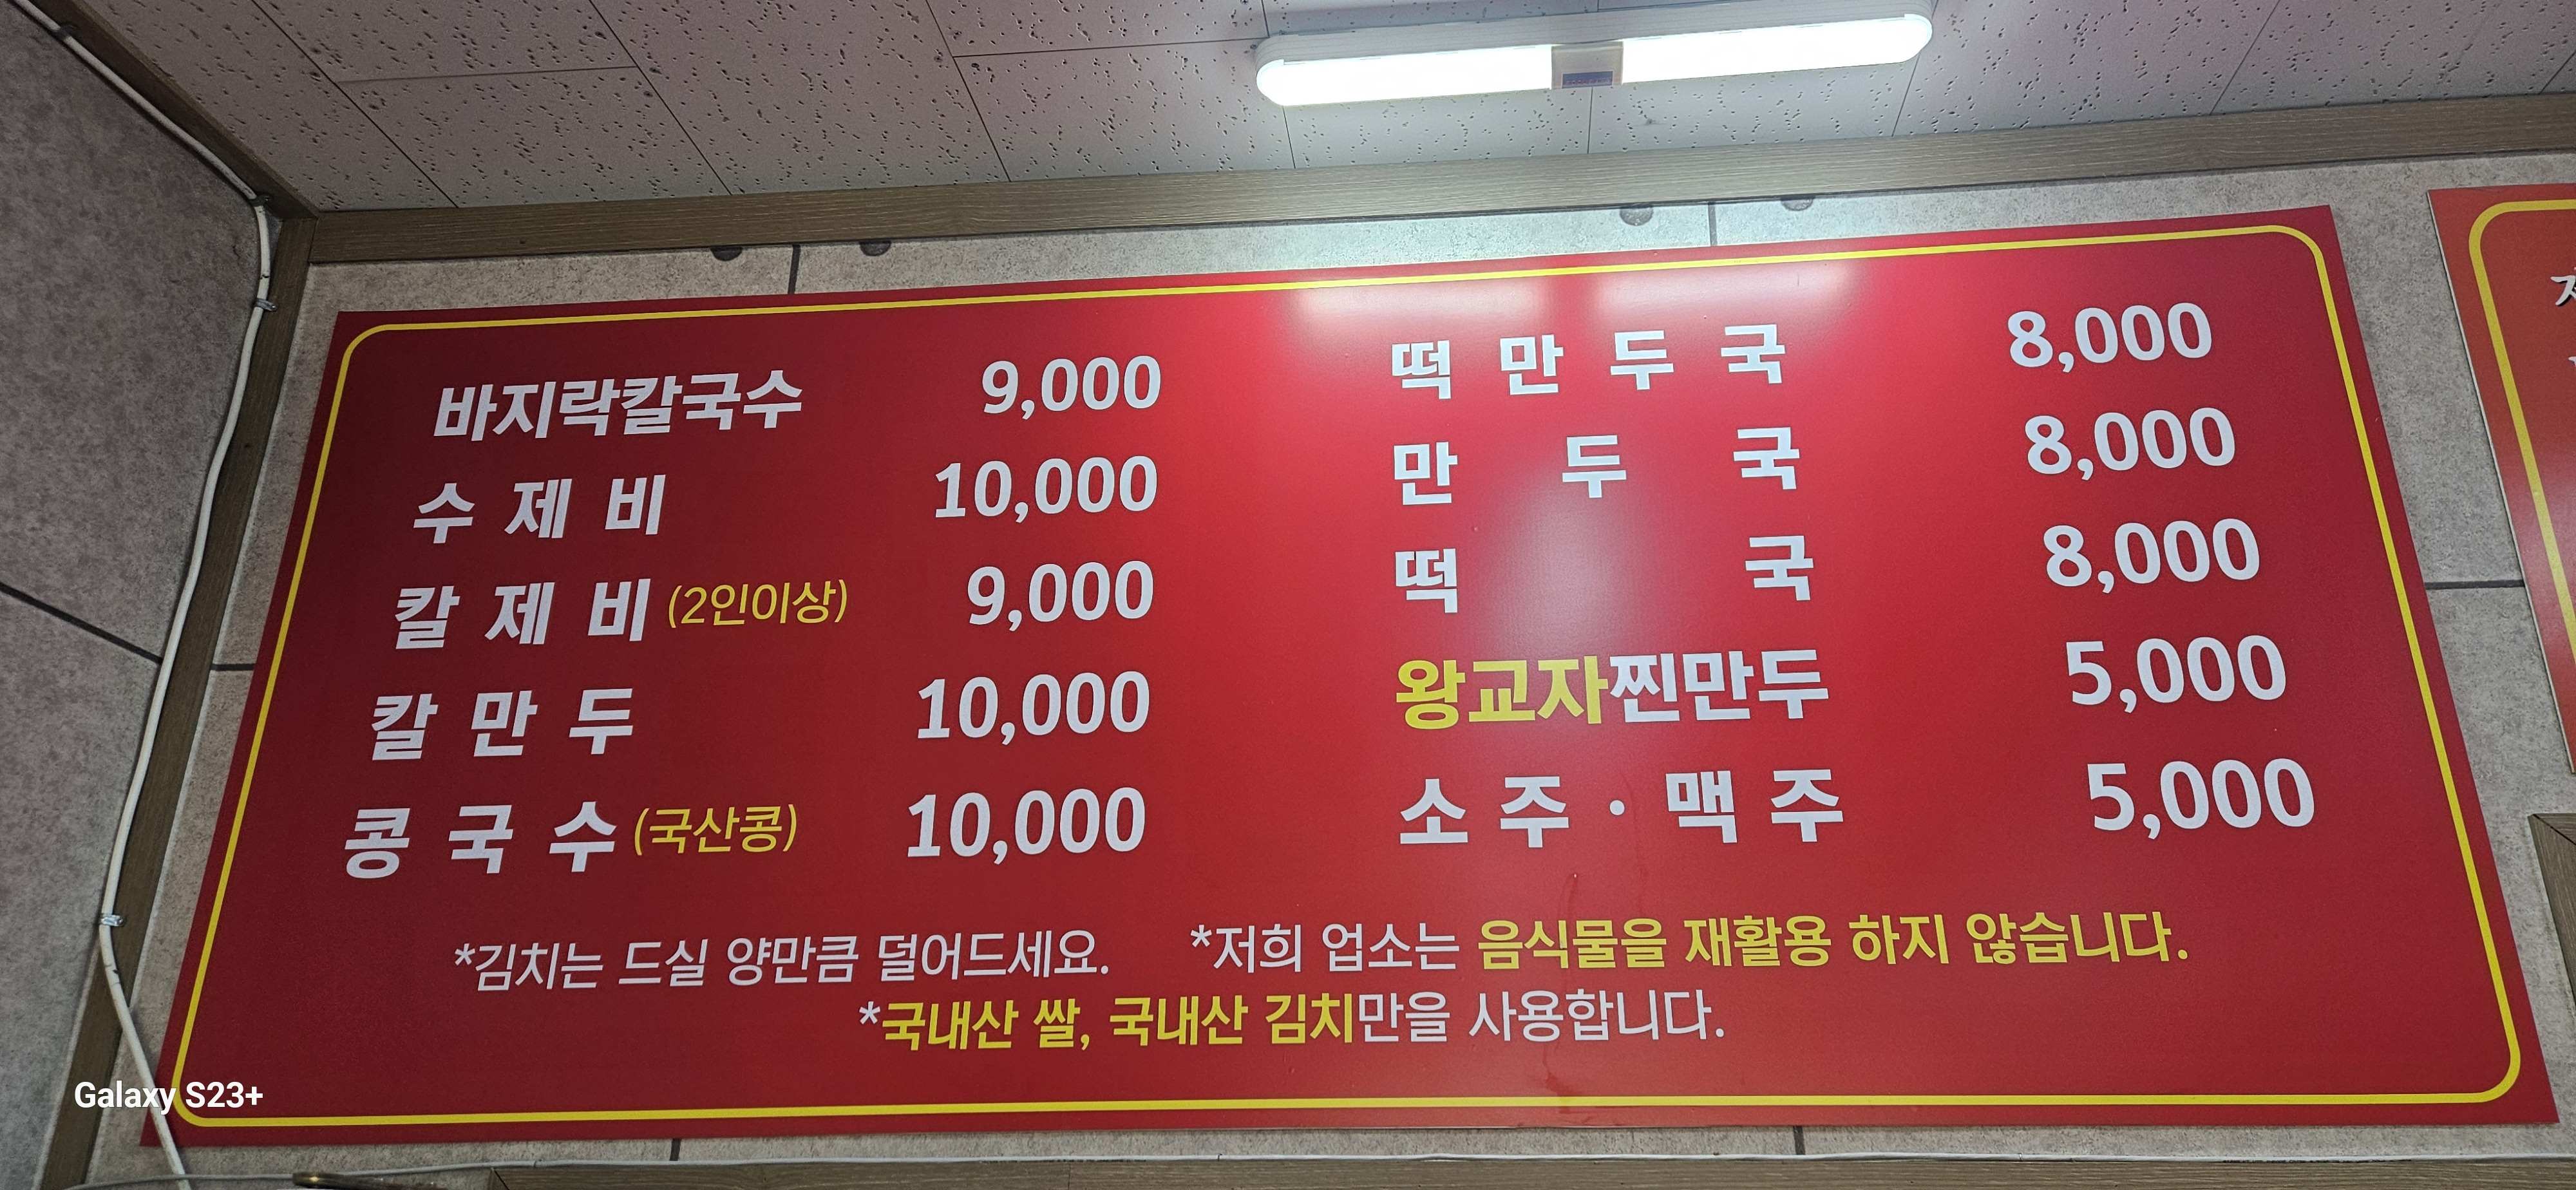 바지락칼국수 9,000
수제비 10,000
칼제비 (2인이상) 9,000
칼만두 10,000
콩국수 (국산콩) 10,000
떡만두국 8,000
만두국 8,000
떡국 8,000
왕교자찐만두 5,000
소주·맥주 5,000
*김치는 드실 양만큼 덜어드세요. *저희 업소는 음식물을 재활용 하지 않습니다.
*국내산 쌀, 국내산 김치만을 사용합니다.
Galaxy S23+